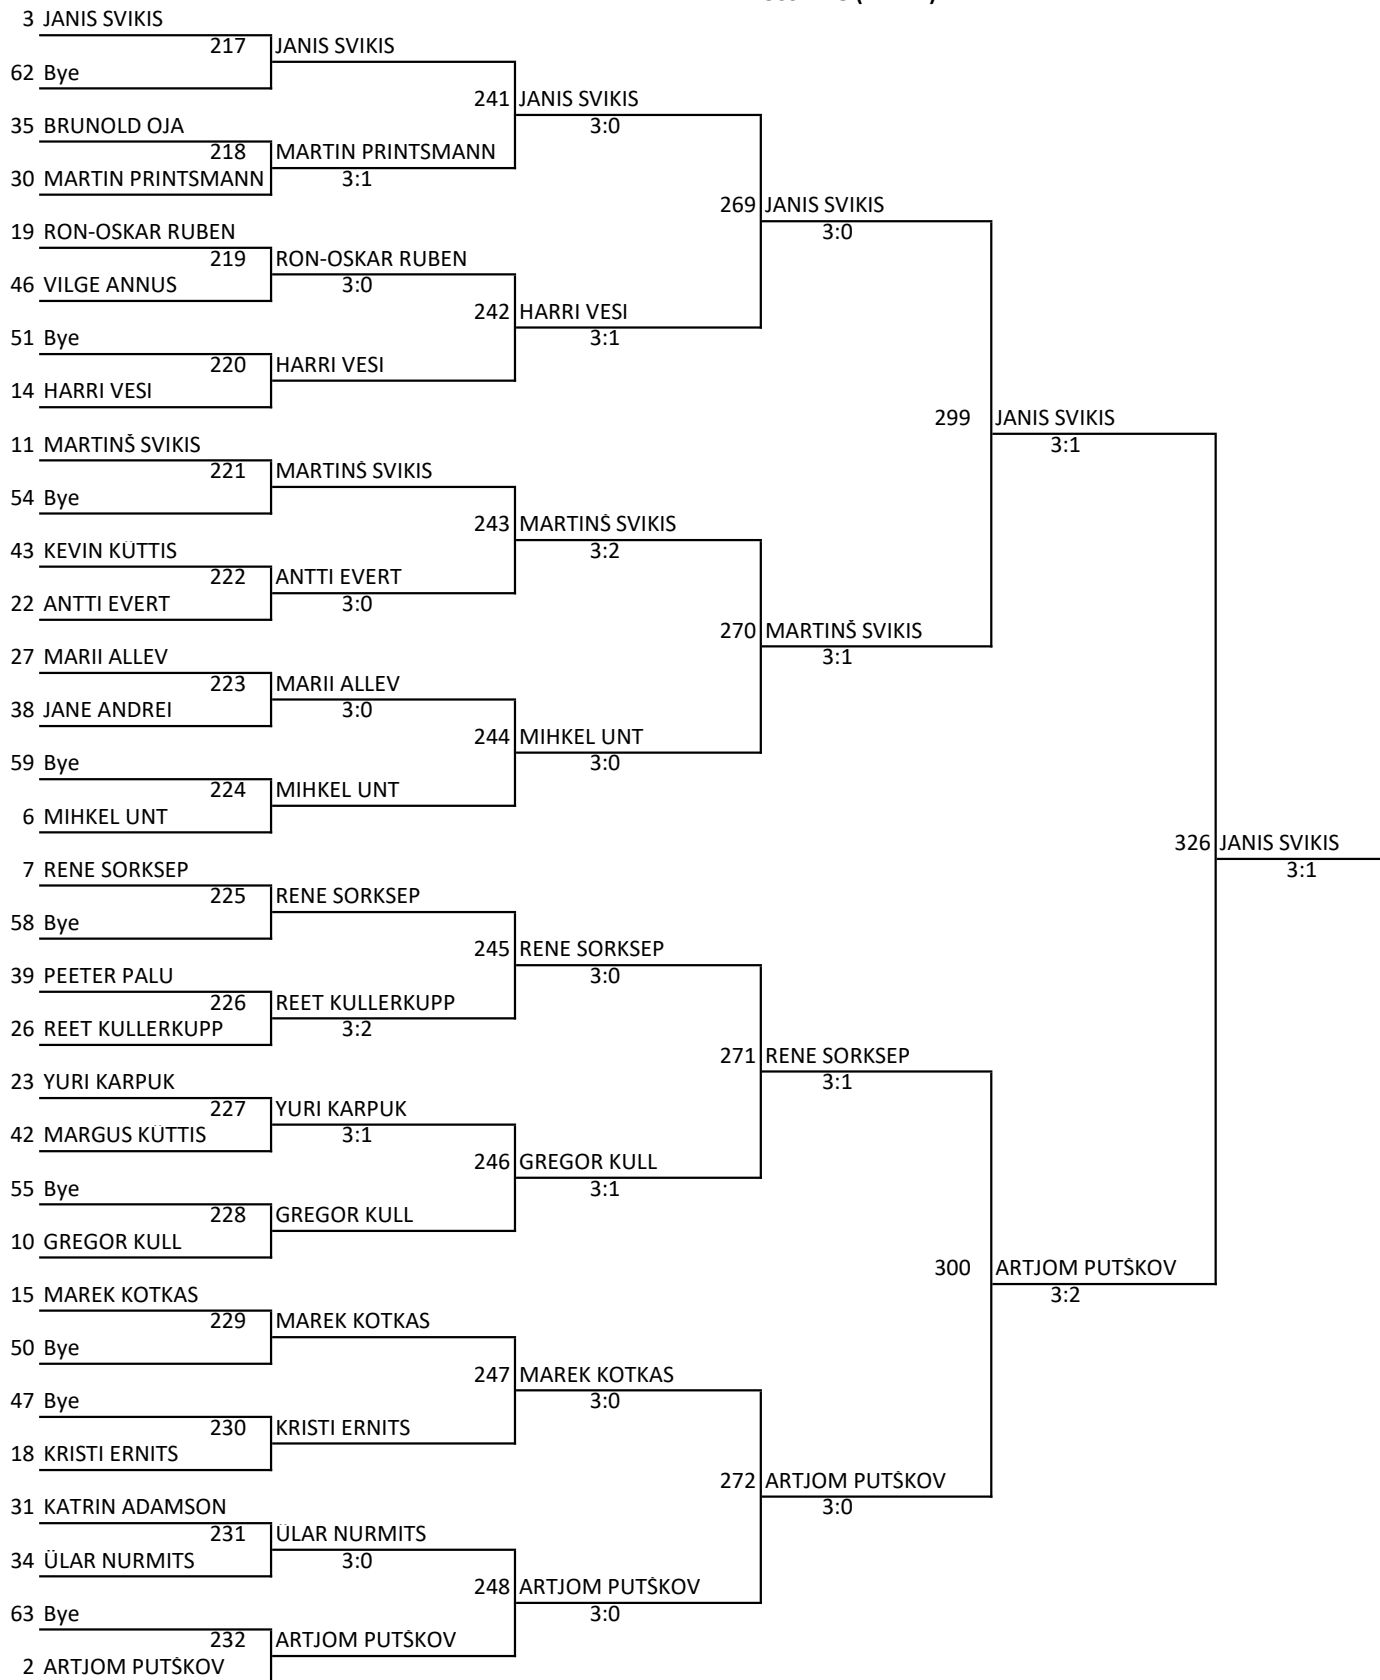 3 JANIS SVIKIS
217 JANIS SVIKIS
62 Bye
241 JANIS SVIKIS
35 BRUNOLD OJA
3:0
218 MARTIN PRINTSMANN
30 MARTIN PRINTSMANN 3:1
269 JANIS SVIKIS
19 RON-OSKAR RUBEN
3:0
219 RON-OSKAR RUBEN
46 VILGE ANNUS 3:0
242 HARRI VESI
51 Bye
3:1
220 HARRI VESI
14 HARRI VESI
299 JANIS SVIKIS
11 MARTINŠ SVIKIS
3:1
221 MARTINŠ SVIKIS
54 Bye
243 MARTINŠ SVIKIS
43 KEVIN KÜTTIS
3:2
222 ANTTI EVERT
22 ANTTI EVERT 3:0
270 MARTINŠ SVIKIS
27 MARII ALLEV
3:1
223 MARII ALLEV
38 JANE ANDREI 3:0
244 MIHKEL UNT
59 Bye
3:0
224 MIHKEL UNT
6 MIHKEL UNT
326 JANIS SVIKIS
7 RENE SORKSEP
3:1
225 RENE SORKSEP
58 Bye
245 RENE SORKSEP
39 PEETER PALU
3:0
226 REET KULLERKUPP
26 REET KULLERKUPP 3:2
271 RENE SORKSEP
23 YURI KARPUK
3:1
227 YURI KARPUK
42 MARGUS KÜTTIS 3:1
246 GREGOR KULL
55 Bye
3:1
228 GREGOR KULL
10 GREGOR KULL
300 ARTJOM PUTŠKOV
15 MAREK KOTKAS
3:2
229 MAREK KOTKAS
50 Bye
247 MAREK KOTKAS
47 Bye
3:0
230 KRISTI ERNITS
18 KRISTI ERNITS
272 ARTJOM PUTŠKOV
31 KATRIN ADAMSON
3:0
231 ÜLAR NURMITS
34 ÜLAR NURMITS 3:0
248 ARTJOM PUTŠKOV
63 Bye
3:0
232 ARTJOM PUTŠKOV
2 ARTJOM PUTŠKOV